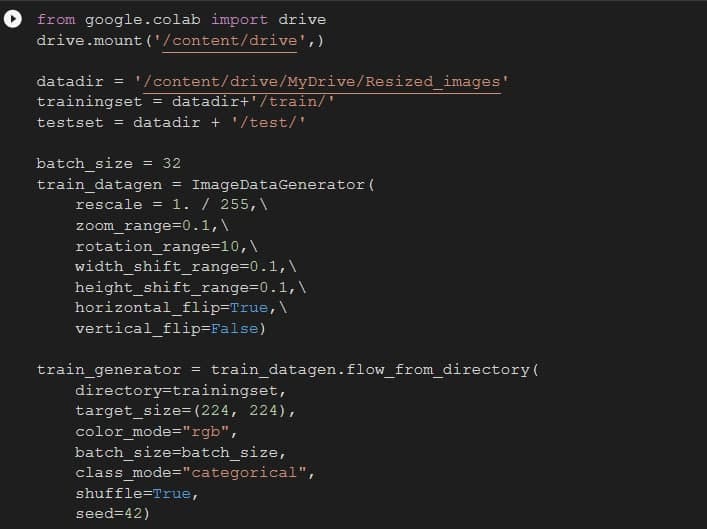 from google.colab import drive
drive.mount('/content/drive',)

datadir = '/content/drive/MyDrive/Resized_images'
trainingset = datadir+'/train/'
testset = datadir + '/test/'

batch_size = 32
train_datagen = ImageDataGenerator(
    rescale = 1. / 255,\
    zoom_range=0.1,\
    rotation_range=10,\
    width_shift_range=0.1,\
    height_shift_range=0.1,\
    horizontal_flip=True,\
    vertical_flip=False)

train_generator = train_datagen.flow_from_directory(
    directory=trainingset,
    target_size=(224, 224),
    color_mode="rgb",
    batch_size=batch_size,
    class_mode="categorical",
    shuffle=True,
    seed=42)